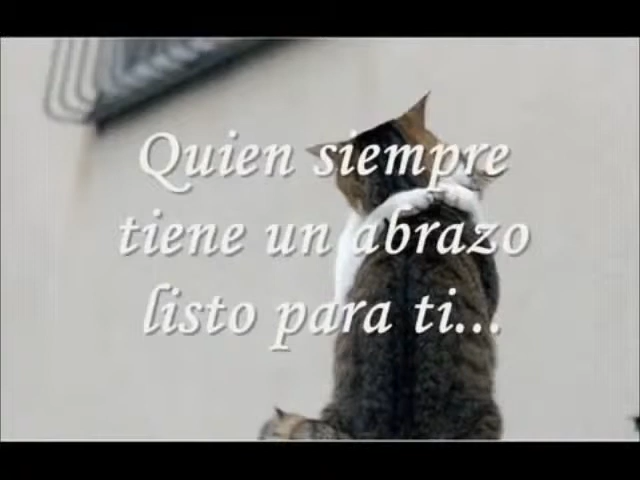 Quien siempre
tiene un abrazo
listo para ti...